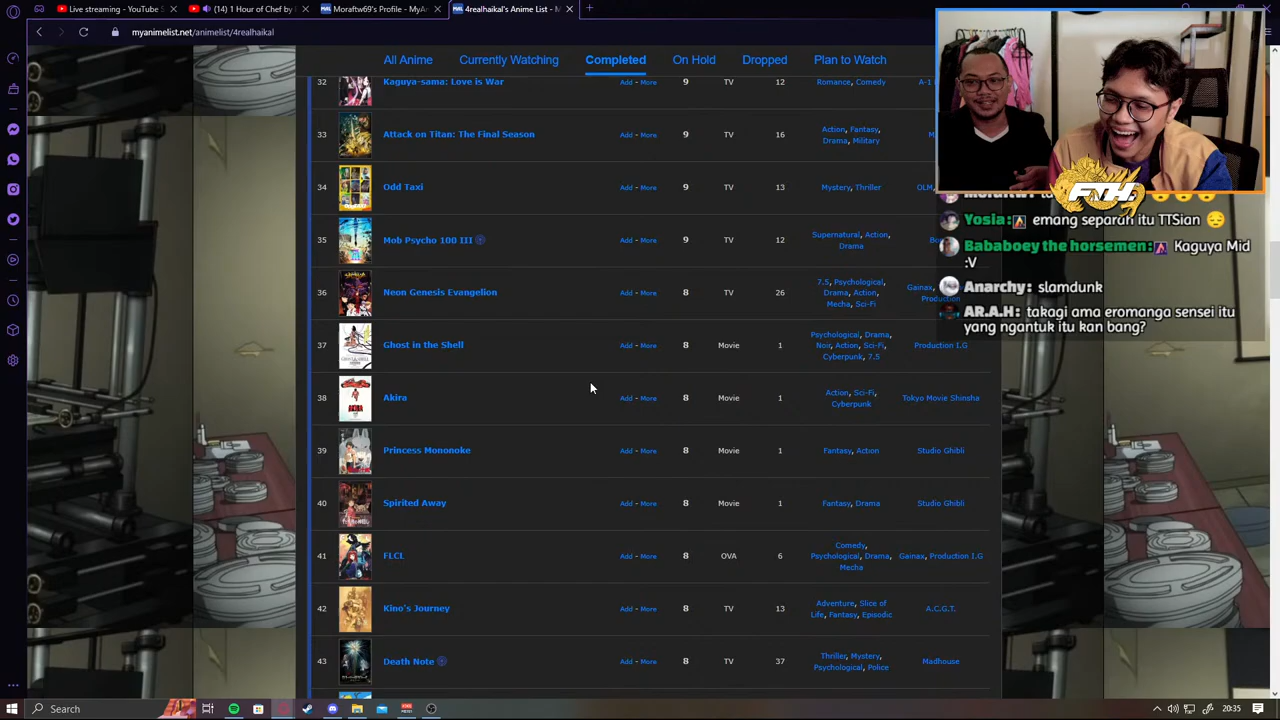 Live streaming - YouTube S
(14) 1 Hour of Chef by
Moraftw69's Profile - MyAn
4realhaikal's Anime List -
myanimelist.net/animelist/4realhaikal
All Anime Currently Watching Completed On Hold Dropped Plan to Watch
32 Kaguya-sama: Love is War Add - More 9 TV 12 Romance, Comedy A-1
33 Attack on Titan: The Final Season Add - More 9 TV 16 Action, Fantasy, Drama, Military
34 Odd Taxi Add - More 9 TV 13 Mystery, Thriller OLM,
35 Mob Psycho 100 III Add - More 9 TV 12 Supernatural, Action, Drama
36 Neon Genesis Evangelion Add - More 8 TV 26 7.5, Psychological, Drama, Action, Mecha, Sci-Fi Gainax, Production
37 Ghost in the Shell Add - More 8 Movie 1 Psychological, Drama, Noir, Action, Sci-Fi, Cyberpunk, 7.5 Production I.G
38 Akira Add - More 8 Movie 1 Action, Sci-Fi, Cyberpunk Tokyo Movie Shinsha
39 Princess Mononoke Add - More 8 Movie 1 Fantasy, Action Studio Ghibli
40 Spirited Away Add - More 8 Movie 1 Fantasy, Drama Studio Ghibli
41 FLCL Add - More 8 OVA 6 Comedy, Psychological, Drama, Mecha Gainax, Production I.G
42 Kino's Journey Add - More 8 TV 13 Adventure, Slice of Life, Fantasy, Episodic A.C.G.T.
43 Death Note Add - More 8 TV 37 Thriller, Mystery, Psychological, Police Madhouse
FTH.
Yosia: emang separuh itu TTSian 😔
Bababoey the horsemen: Kaguya Mid
:V
Anarchy: slamdunk
AR.A.H: takagi ama eromanga sensei itu
yang ngantuk itu kan bang?
Search
20:35